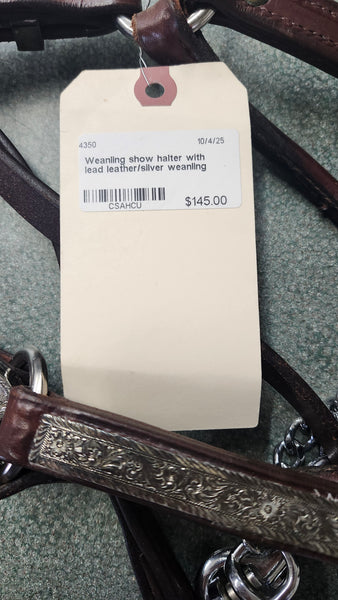 4350 10/4/25
Weanling show halter with
lead leather/silver weanling
CSAHCU $145.00